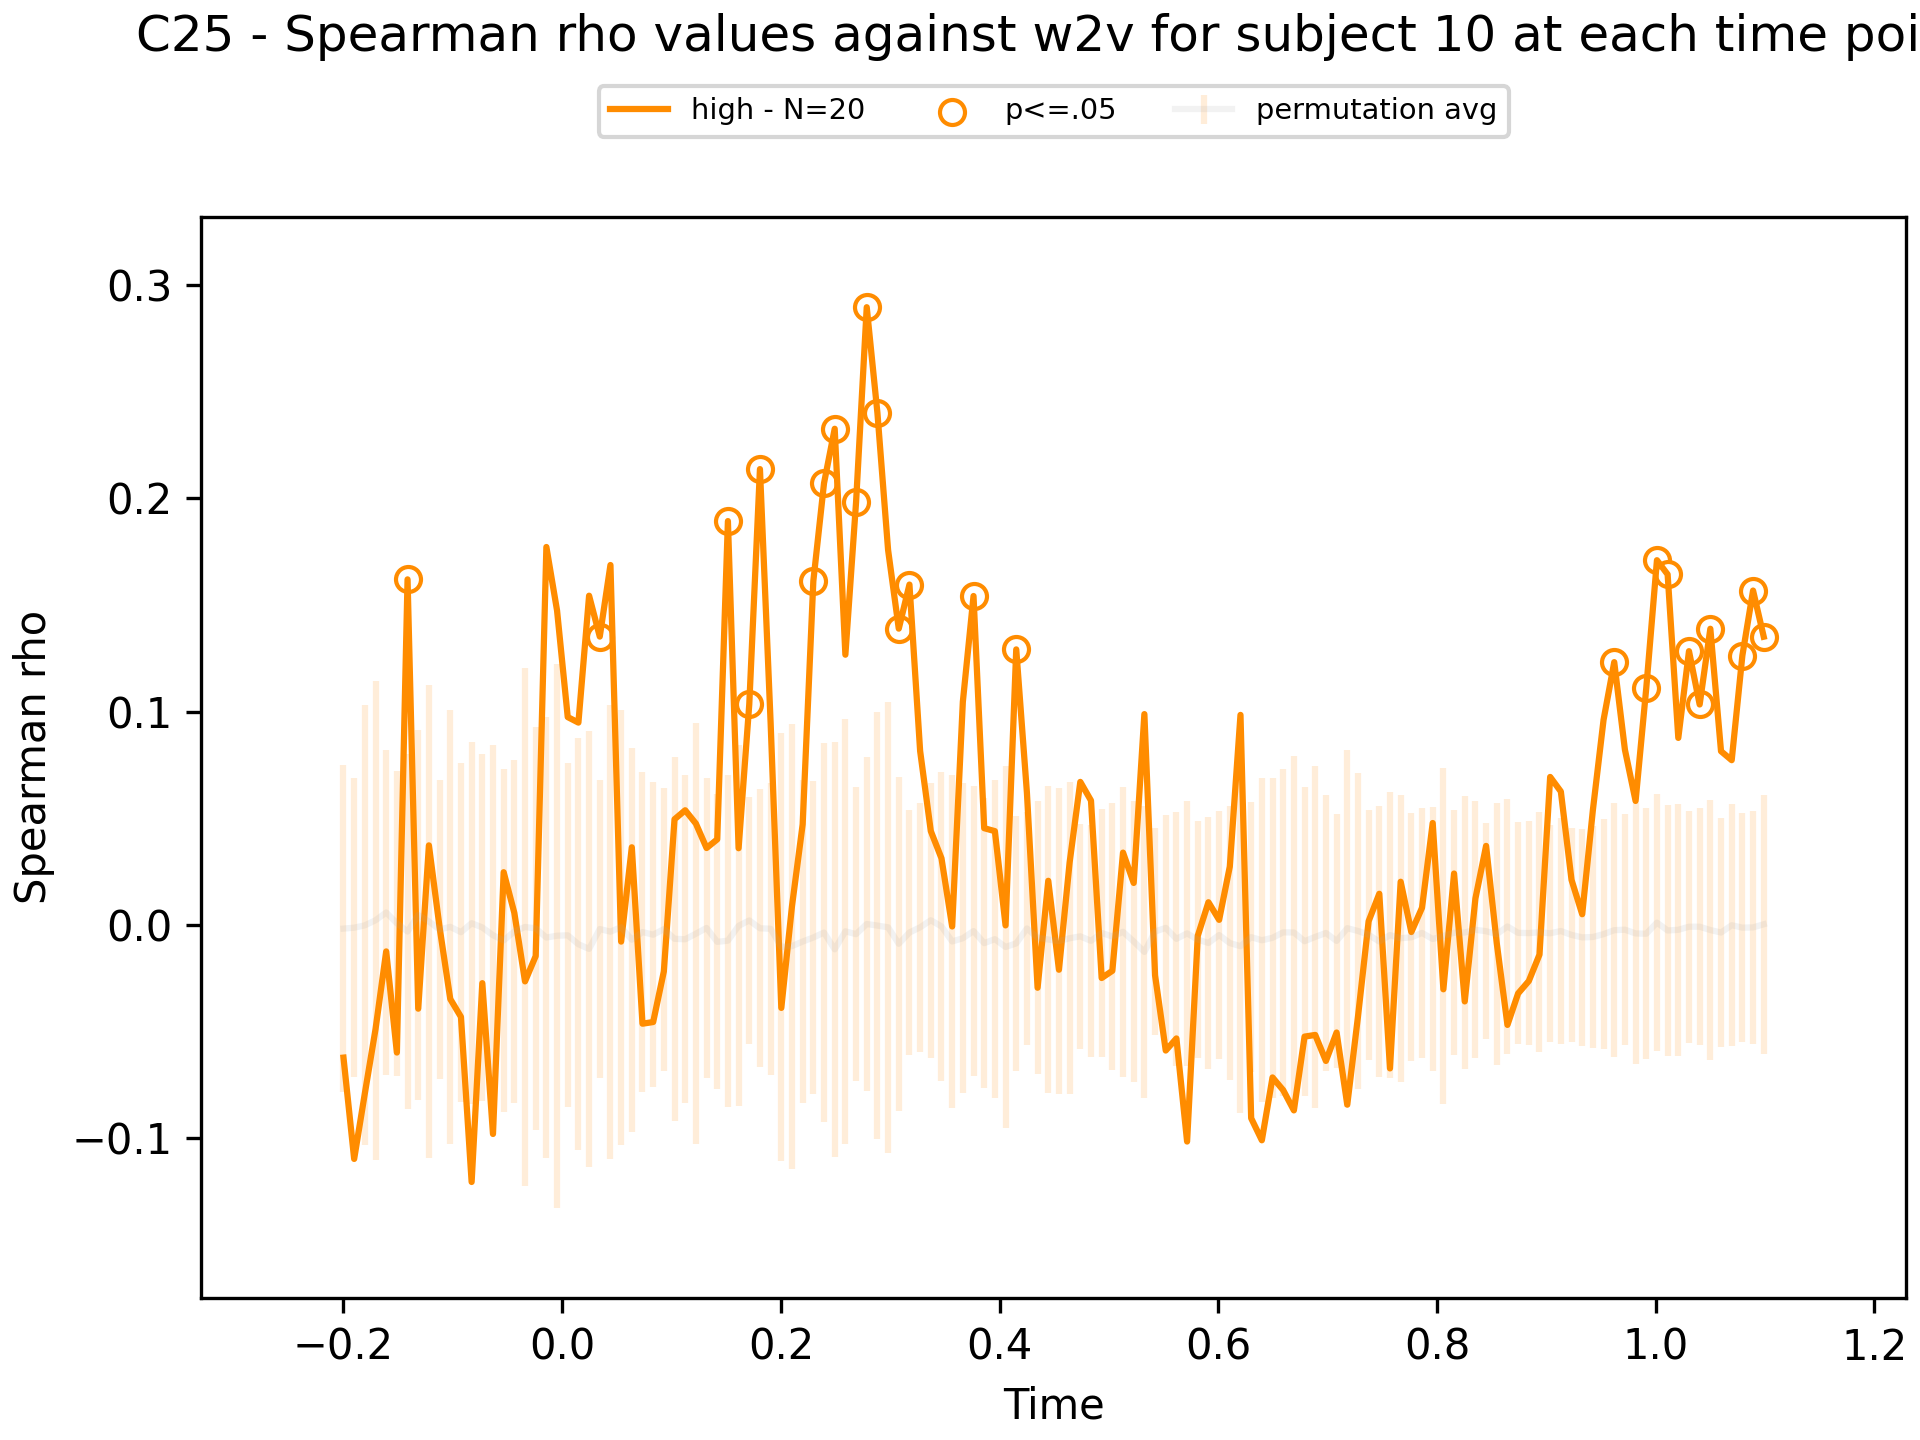 C25 - Spearman rho values against w2v for subject 10 at each time poi
high - N=20 p<=.05 permutation avg
0.3
0.2
0.1
0.0
−0.1
Spearman rho
−0.2 0.0 0.2 0.4 0.6 0.8 1.0 1.2
Time